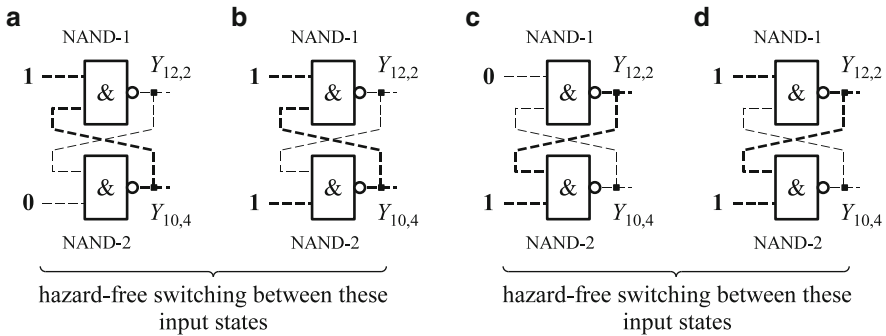 a
b
c
d
NAND-1
NAND-1
NAND-1
NAND-1
1
&
Y12,2
1
&
Y12,2
0
&
Y12,2
1
&
Y12,2
0
&
Y10,4
1
&
Y10,4
1
&
Y10,4
1
&
Y10,4
NAND-2
NAND-2
NAND-2
NAND-2
hazard-free switching between these
input states
hazard-free switching between these
input states